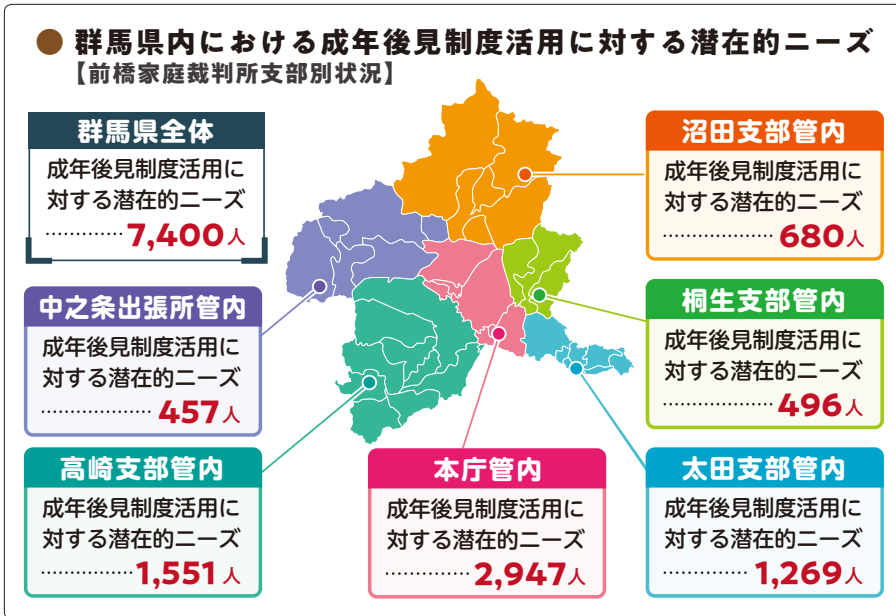 ● 群馬県内における成年後見制度活用に対する潜在的ニーズ
【前橋家庭裁判所支部別状況】
群馬県全体
成年後見制度活用に
対する潜在的ニーズ
…………7,400人
沼田支部管内
成年後見制度活用に
対する潜在的ニーズ
………………680人
中之条出張所管内
成年後見制度活用に
対する潜在的ニーズ
………………457人
桐生支部管内
成年後見制度活用に
対する潜在的ニーズ
………………496人
高崎支部管内
成年後見制度活用に
対する潜在的ニーズ
…………1,551人
本庁管内
成年後見制度活用に
対する潜在的ニーズ
…………2,947人
太田支部管内
成年後見制度活用に
対する潜在的ニーズ
…………1,269人